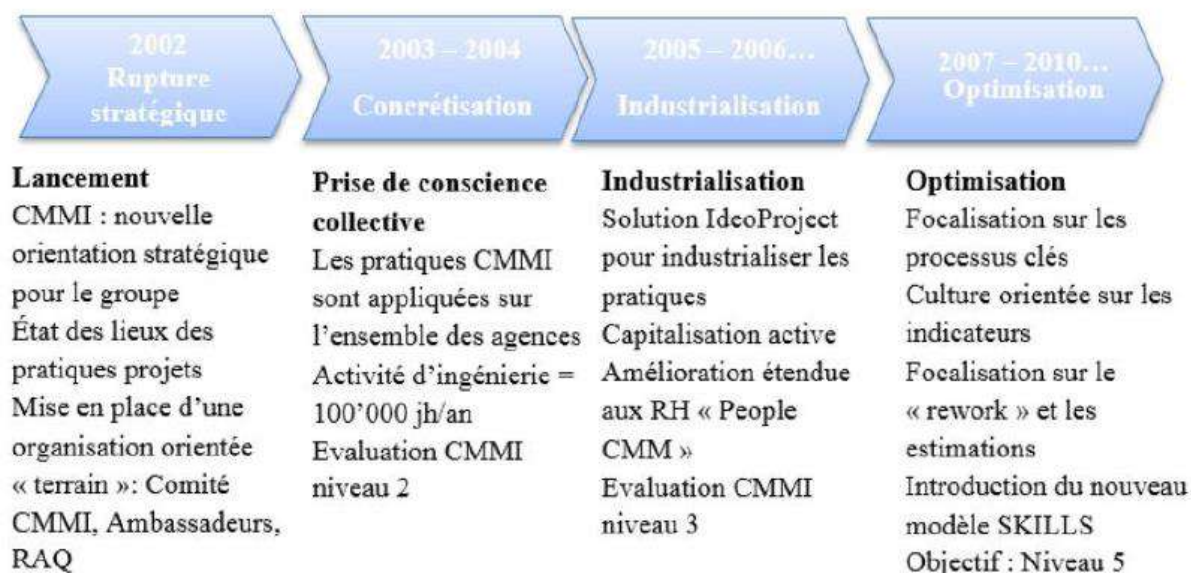 2002
Rupture
stratégique
2003 – 2004
Concrétisation
2005 – 2006...
Industrialisation
2007 – 2010...
Optimisation
Lancement
CMMI : nouvelle
orientation stratégique
pour le groupe
État des lieux des
pratiques projets
Mise en place d’une
organisation orientée
« terrain »: Comité
CMMI, Ambassadeurs,
RAQ
Prise de conscience
collective
Les pratiques CMMI
sont appliquées sur
l’ensemble des agences
Activité d’ingénierie =
100’000 jh/an
Evaluation CMMI
niveau 2
Industrialisation
Solution IdeoProject
pour industrialiser les
pratiques
Capitalisation active
Amélioration étendue
aux RH « People
CMM »
Evaluation CMMI
niveau 3
Optimisation
Focalisation sur les
processus clés
Culture orientée sur les
indicateurs
Focalisation sur le
« rework » et les
estimations
Introduction du nouveau
modèle SKILLS
Objectif : Niveau 5